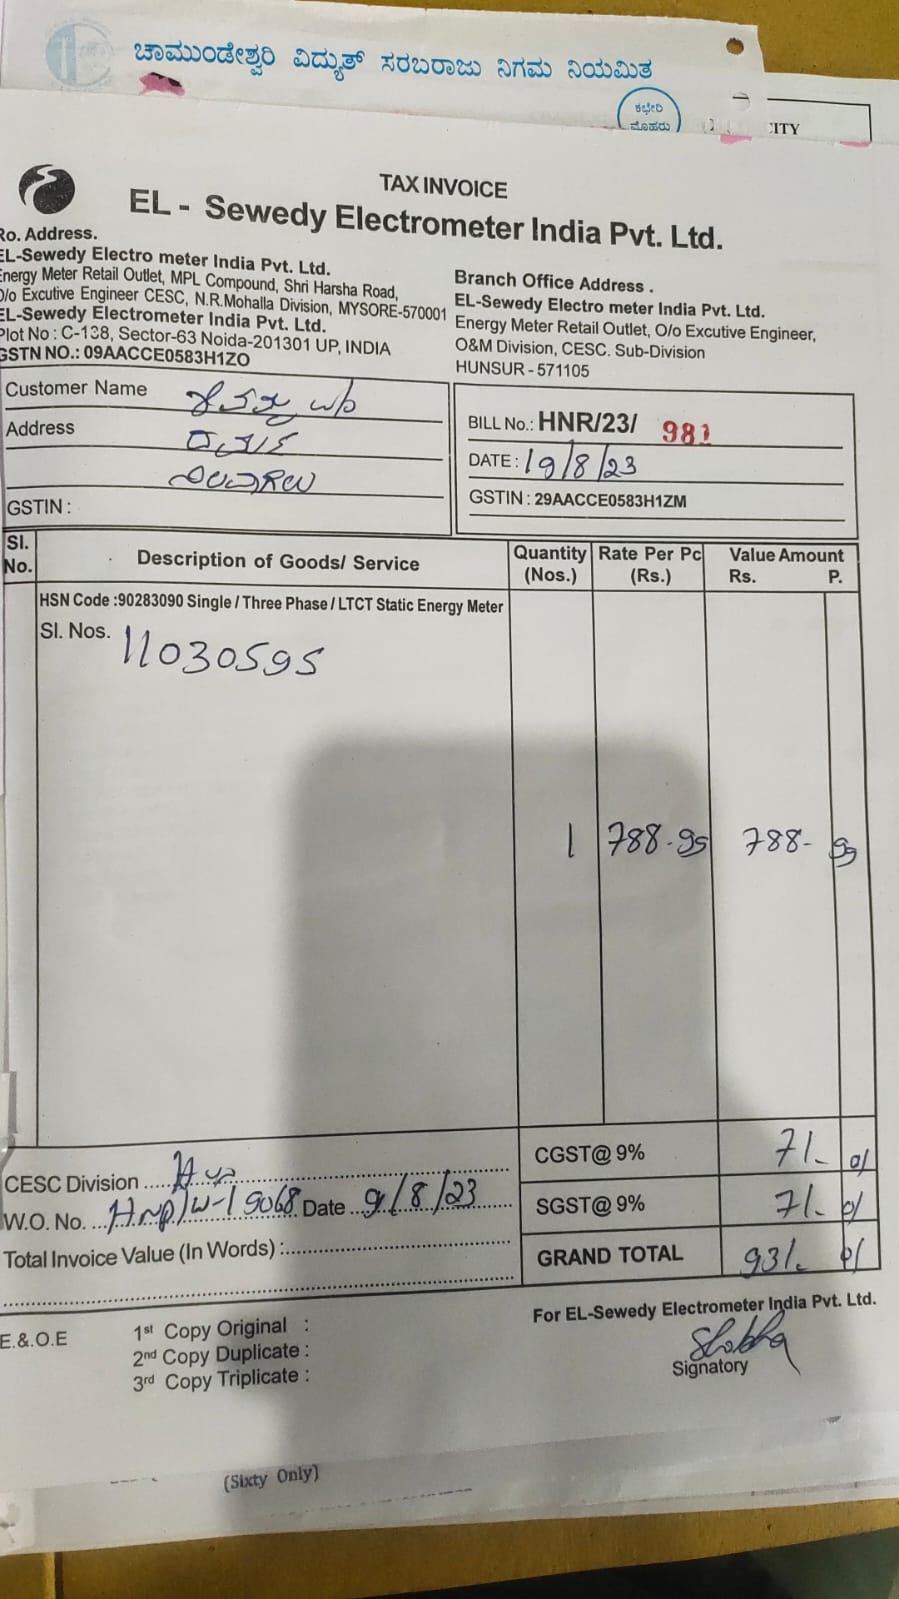 ಚಾಮುಂಡೇಶ್ವರಿ ವಿದ್ಯುತ್ ಸರಬರಾಜು ನಿಗಮ ನಿಯಮಿತ
ಕಛೇರಿ
ಮೊಹರು
CITY
TAX INVOICE
EL - Sewedy Electrometer India Pvt. Ltd.
Ro. Address.
EL-Sewedy Electro meter India Pvt. Ltd.
Energy Meter Retail Outlet, MPL Compound, Shri Harsha Road,
O/o Excutive Engineer CESC, N.R.Mohalla Division, MYSORE-570001
EL-Sewedy Electrometer India Pvt. Ltd.
Plot No : C-138, Sector-63 Noida-201301 UP, INDIA
GSTN NO.: 09AACCE0583H1ZO
Branch Office Address .
EL-Sewedy Electro meter India Pvt. Ltd.
Energy Meter Retail Outlet, O/o Excutive Engineer,
O&M Division, CESC. Sub-Division
HUNSUR - 571105
Customer Name
Address
GSTIN :
BILL No.: HNR/23/ 981
DATE : 19/8/23
GSTIN : 29AACCE0583H1ZM
Sl. No. Description of Goods/ Service Quantity (Nos.) Rate Per Pc (Rs.) Value Amount Rs. P.
HSN Code :90283090 Single / Three Phase / LTCT Static Energy Meter
Sl. Nos. 11030595
1 788-99 788- 99
CGST@ 9% 71- 01
SGST@ 9% 71- 01
GRAND TOTAL 931-
CESC Division
W.O. No. Date 9/8/23
Total Invoice Value (In Words) :
For EL-Sewedy Electrometer India Pvt. Ltd.
Shobha
Signatory
E.& O.E
1st Copy Original :
2nd Copy Duplicate :
3rd Copy Triplicate :
(Sixty Only)